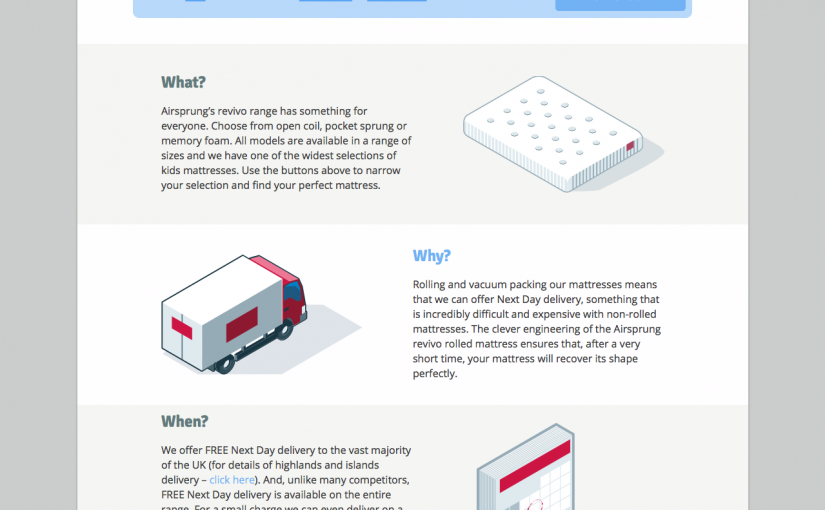 What?
Airsprung's revivo range has something for
everyone. Choose from open coil, pocket sprung or
memory foam. All models are available in a range of
sizes and we have one of the widest selections of
kids mattresses. Use the buttons above to narrow
your selection and find your perfect mattress.
Why?
Rolling and vacuum packing our mattresses means
that we can offer Next Day delivery, something that
is incredibly difficult and expensive with non-rolled
mattresses. The clever engineering of the Airsprung
revivo rolled mattress ensures that, after a very
short time, your mattress will recover its shape
perfectly.
When?
We offer FREE Next Day delivery to the vast majority
of the UK (for details of highlands and islands
delivery – click here). And, unlike many competitors,
FREE Next Day delivery is available on the entire
range. For a small charge we can even deliver on a